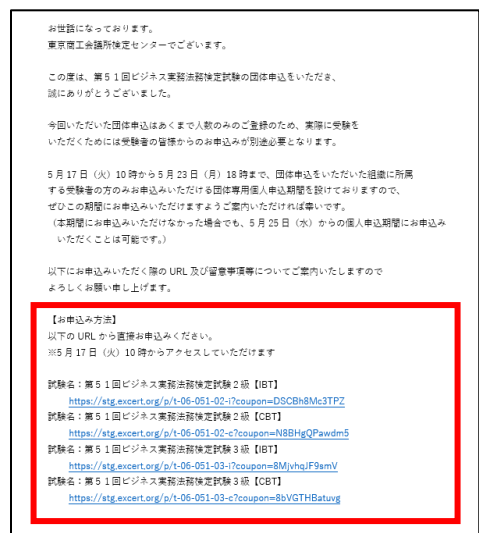 お世話になっております。
東京商工会議所検定センターでございます。
この度は、第５１回ビジネス実務法務検定試験の団体申込をいただき、
誠にありがとうございました。
今回いただいた団体申込はあくまで人数のみのご登録のため、実際に受験を
いただくためには受験者の皆様からのお申込みが別途必要となります。
5 月 17 日（火）10 時から 5 月 23 日（月）18 時まで、団体申込をいただいた組織に所属
する受験者の方のみお申込みいただける団体専用個人申込期間を設けておりますので、
ぜひこの期間にお申込みいただけますようご案内いただければ幸いです。
（本期間にお申込みいただけなかった場合でも、5 月 25 日（水）からの個人申込期間にお申込み
いただくことは可能です。）
以下にお申込みいただく際の URL 及び留意事項等についてご案内いたしますので
よろしくお願い申し上げます。
【お申込み方法】
以下の URL から直接お申込みください。
※5 月 17 日（火）10 時からアクセスしていただけます
試験名：第５１回ビジネス実務法務検定試験２級【IBT】
https://stg.excert.org/p/t-06-051-02-i?coupon=DSCBh8Mc3TPZ
試験名：第５１回ビジネス実務法務検定試験２級【CBT】
https://stg.excert.org/p/t-06-051-02-c?coupon=N8BHgQPawdm5
試験名：第５１回ビジネス実務法務検定試験３級【IBT】
https://stg.excert.org/p/t-06-051-03-i?coupon=8MjvhqJF9smV
試験名：第５１回ビジネス実務法務検定試験３級【CBT】
https://stg.excert.org/p/t-06-051-03-c?coupon=8bVGTHBatuvg